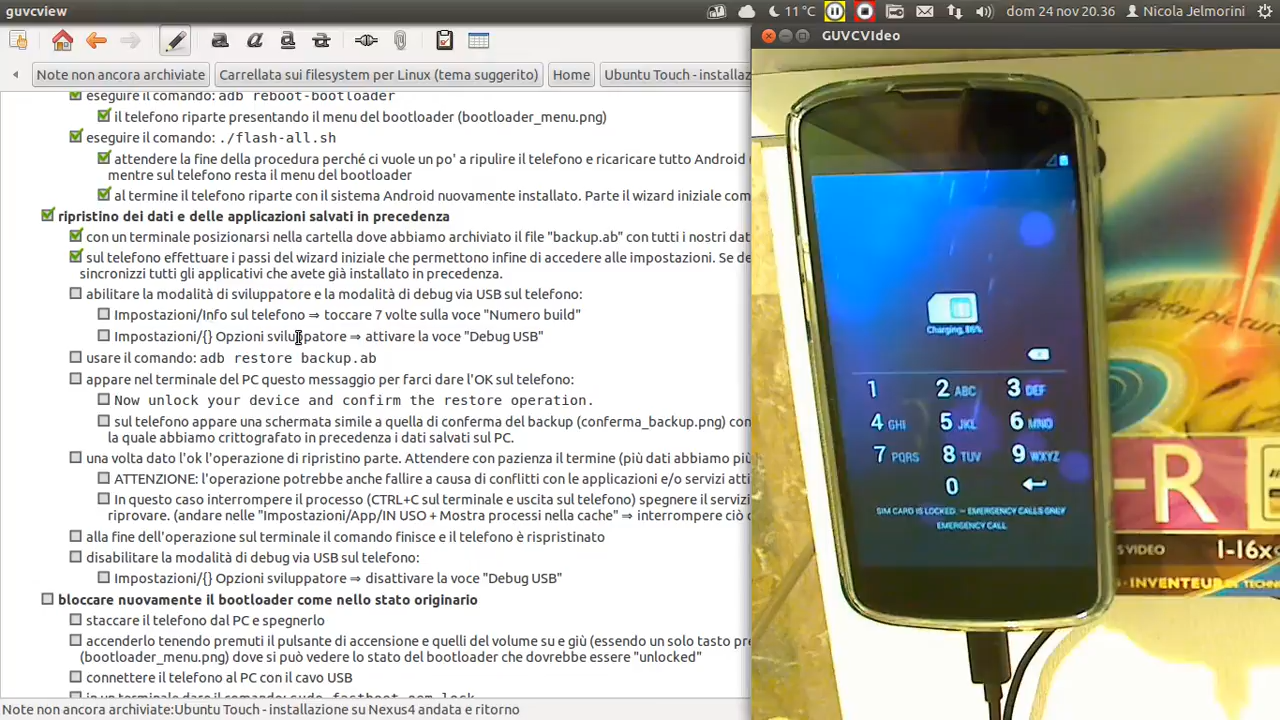 guvcview
11 °C
dom 24 nov 20.36
Nicola Jelmorini
GUVCVIdeo
Note non ancora archiviate
Carrellata sui filesystem per Linux (tema suggerito)
Home
Ubuntu Touch - installaz
eseguire il comando: adb reboot-bootloader
il telefono riparte presentando il menu del bootloader (bootloader_menu.png)
eseguire il comando: ./flash-all.sh
attendere la fine della procedura perché ci vuole un po' a ripulire il telefono e ricaricare tutto Android
mentre sul telefono resta il menu del bootloader
al termine il telefono riparte con il sistema Android nuovamente installato. Parte il wizard iniziale com
ripristino dei dati e delle applicazioni salvati in precedenza
con un terminale posizionarsi nella cartella dove abbiamo archiviato il file "backup.ab" con tutti i nostri dat
sul telefono effettuare i passi del wizard iniziale che permettono infine di accedere alle impostazioni. Se de
sincronizzi tutti gli applicativi che avete già installato in precedenza.
abilitare la modalità di sviluppatore e la modalità di debug via USB sul telefono:
Impostazioni/Info sul telefono ⇒ toccare 7 volte sulla voce "Numero build"
Impostazioni/{} Opzioni sviluppatore ⇒ attivare la voce "Debug USB"
usare il comando: adb restore backup.ab
appare nel terminale del PC questo messaggio per farci dare l'OK sul telefono:
Now unlock your device and confirm the restore operation.
sul telefono appare una schermata smile a quella di conferma del backup (conferma_backup.png) con
la quale abbiamo crittografato in precedenza i dati salvati sul PC.
una volta dato l'ok l'operazione di ripristino parte. Attendere con pazienza il termine (più dati abbiamo più
ATTENZIONE: l'operazione potrebbe anche fallire a causa di conflitti con le applicazioni e/o servizi atti
In questo caso interrompere il processo (CTRL+C sul terminale e uscita sul telefono) spegnere il servizi
riprovare. (andare nelle "Impostazioni/App/IN USO + Mostra processi nella cache" ⇒ interrompere ciò c
alla fine dell'operazione sul terminale il comando finisce e il telefono è rispristinato
disabilitare la modalità di debug via USB sul telefono:
Impostazioni/{} Opzioni sviluppatore ⇒ disattivare la voce "Debug USB"
bloccare nuovamente il bootloader come nello stato originario
staccare il telefono dal PC e spegnerlo
accenderlo tenendo premuti il pulsante di accensione e quelli del volume su e giù (essendo un solo tasto pre
(bootloader_menu.png) dove si può vedere lo stato del bootloader che dovrebbe essere "unlocked"
connettere il telefono al PC con il cavo USB
in un terminale dare il comando: sudo fastboot oem lock
Note non ancora archiviate:Ubuntu Touch - installazione su Nexus4 andata e ritorno
Charging, 86%
1 2 ABC 3 DEF
4 GHI 5 JKL 6 MNO
7 PQRS 8 TUV 9 WXYZ
0
SIM CARD IS LOCKED. — EMERGENCY CALLS ONLY
EMERGENCY CALL
Birthday picture
-R
VIDEO
1-16x
INVENTEUR